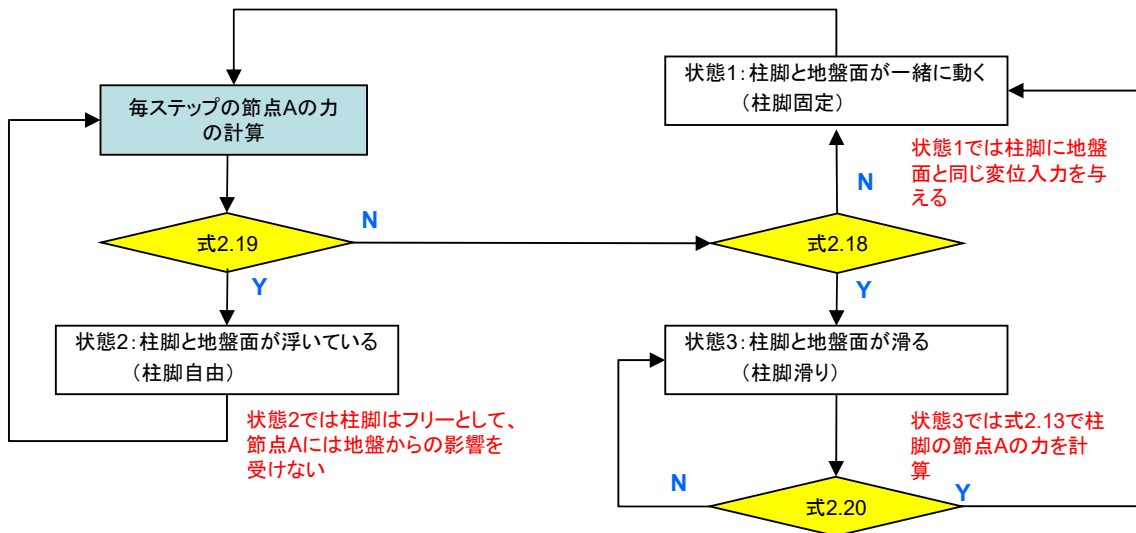 状態1:柱脚と地盤面が一緒に動く
(柱脚固定)
毎ステップの節点Aの力
の計算
状態1では柱脚に地盤
面と同じ変位入力を与
える
N
N
式2.19
式2.18
Y
Y
状態2:柱脚と地盤面が浮いている
(柱脚自由)
状態3:柱脚と地盤面が滑る
(柱脚滑り)
状態2では柱脚はフリーとして、
節点Aには地盤からの影響を
受けない
状態3では式2.13で柱
脚の節点Aの力を計
算
N
Y
式2.20